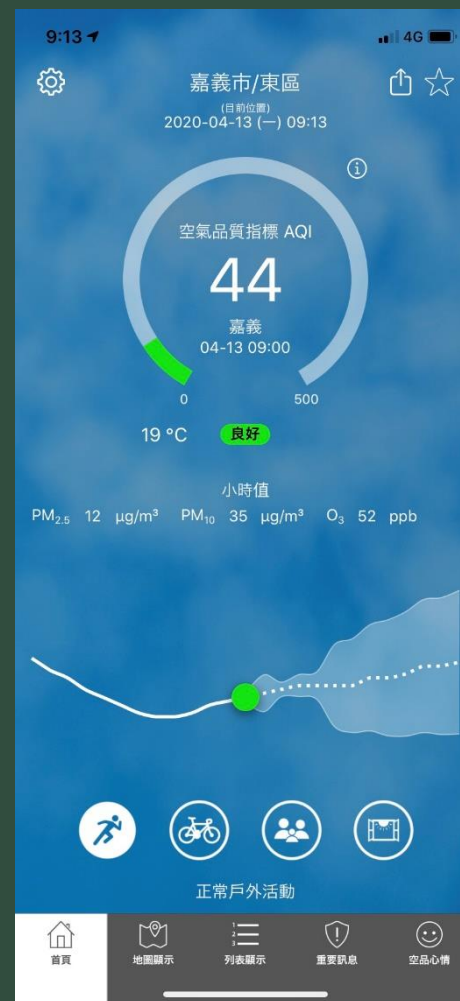 9:13
4G
嘉義市/東區
(目前位置)
2020-04-13 (一) 09:13
空氣品質指標 AQI
44
嘉義
04-13 09:00
0 500
19 °C 良好
小時值
PM2.5 12 μg/m³ PM10 35 μg/m³ O3 52 ppb
正常戶外活動
首頁 地圖顯示 列表顯示 重要訊息 空品心情